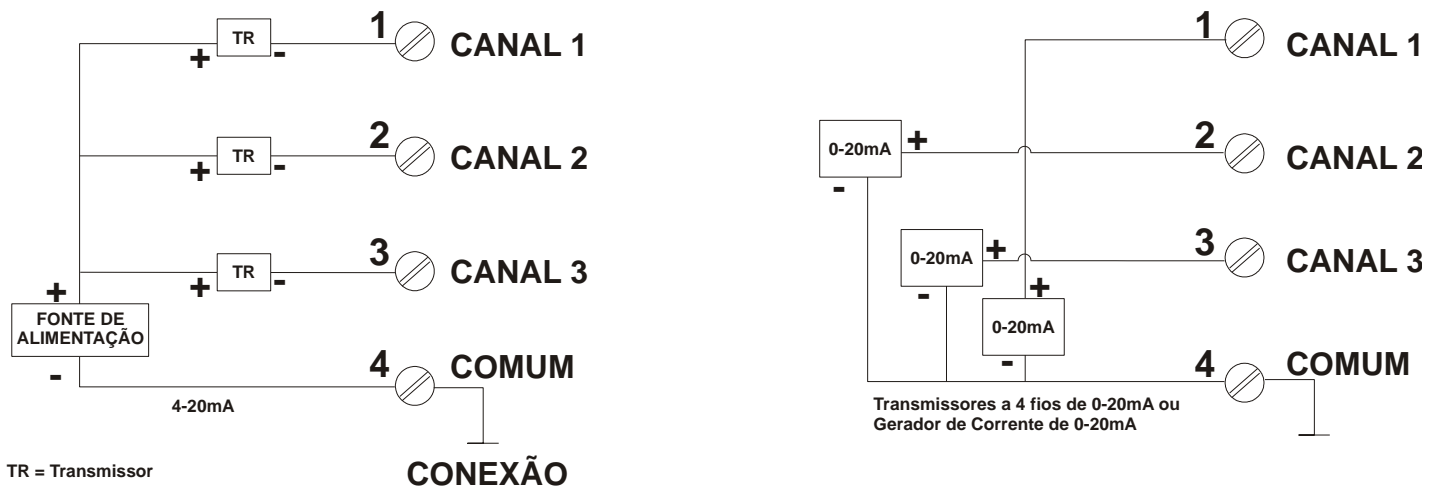 TR
+
-
1
CANAL 1
TR
+
-
2
CANAL 2
TR
+
-
3
CANAL 3
+
FONTE DE
ALIMENTAÇÃO
-
4
COMUM
4-20mA
TR = Transmissor
CONEXÃO
1
CANAL 1
0-20mA
+
-
2
CANAL 2
0-20mA
+
-
3
CANAL 3
+
0-20mA
-
4
COMUM
Transmissores a 4 fios de 0-20mA ou
Gerador de Corrente de 0-20mA